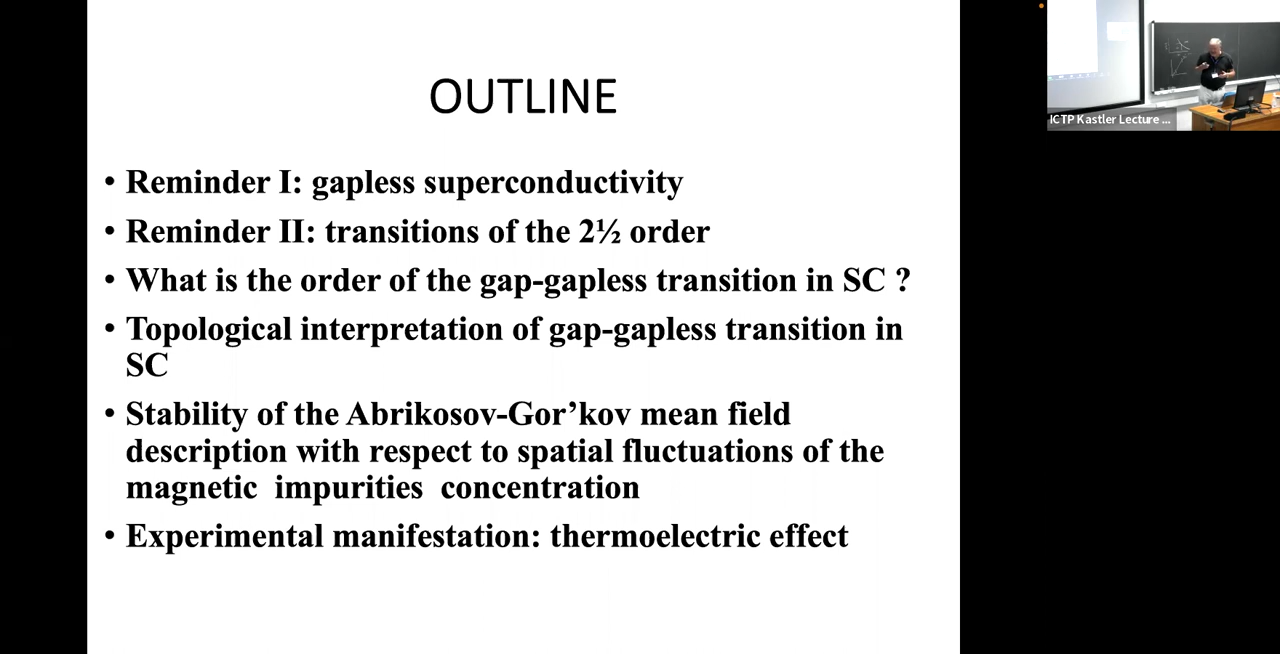 OUTLINE
• Reminder I: gapless superconductivity
• Reminder II: transitions of the 2½ order
• What is the order of the gap-gapless transition in SC ?
• Topological interpretation of gap-gapless transition in
SC
• Stability of the Abrikosov-Gor’kov mean field
description with respect to spatial fluctuations of the
magnetic impurities concentration
• Experimental manifestation: thermoelectric effect
ICTP Kastler Lecture ...